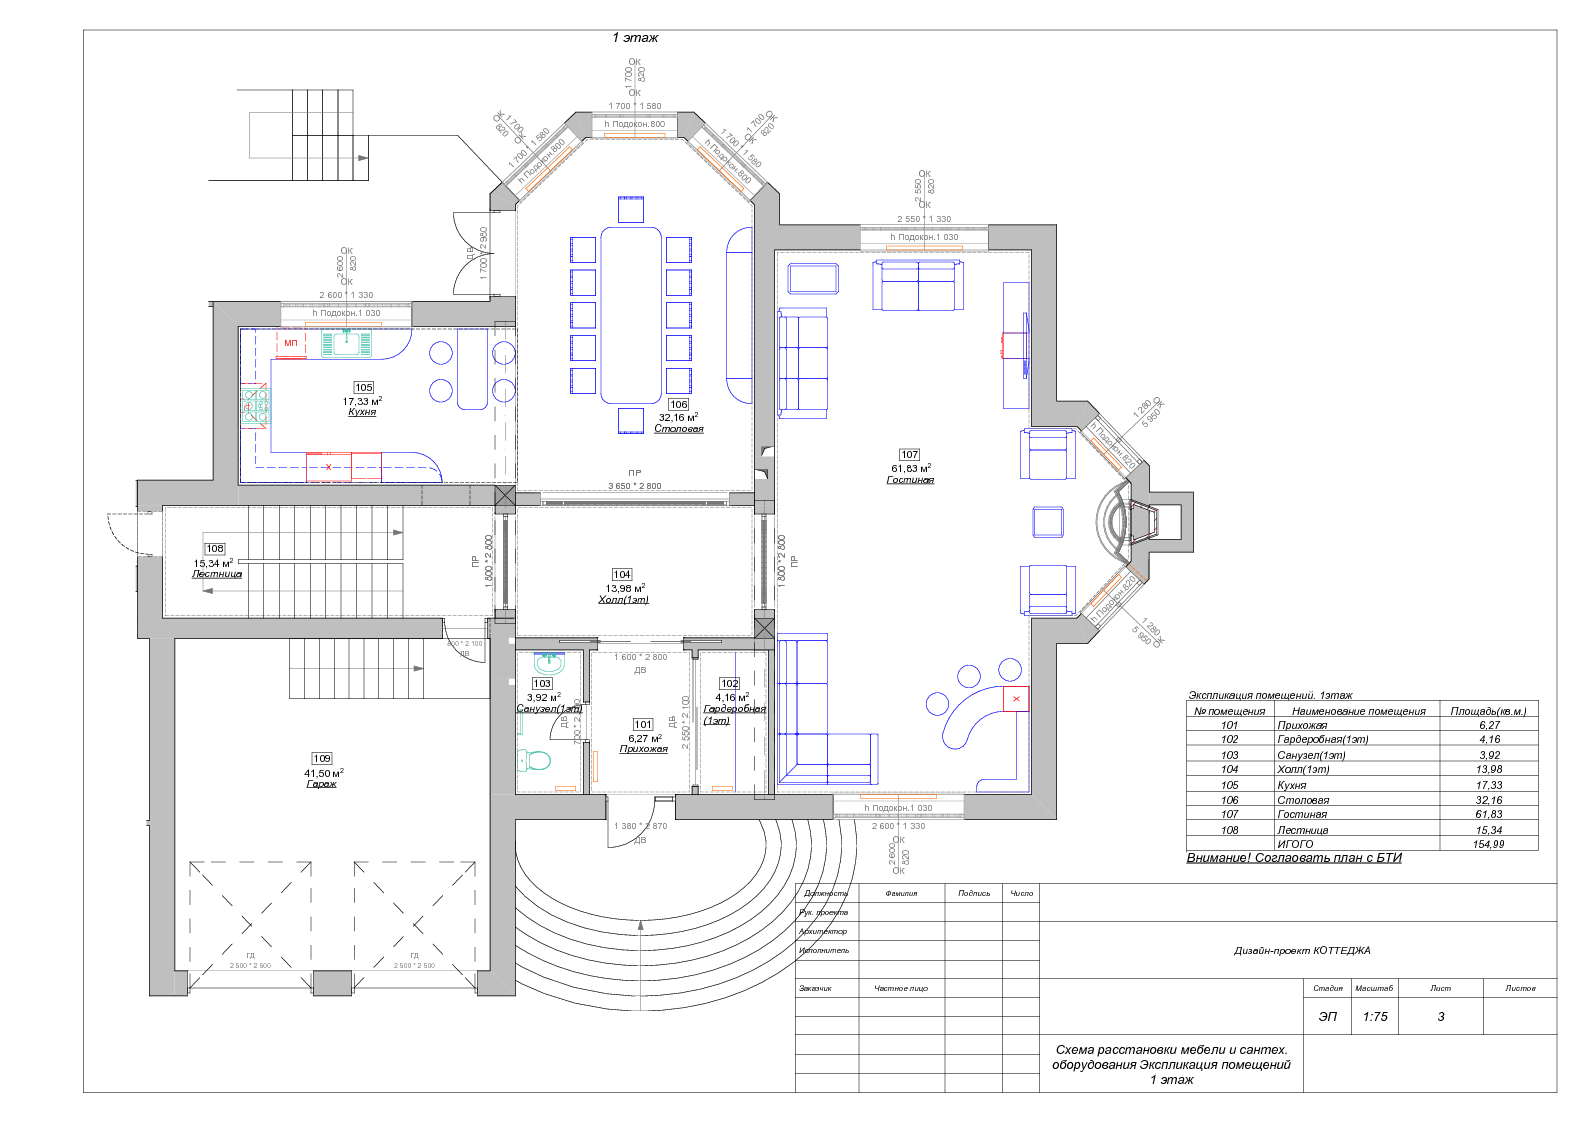 1 этаж
ОК
1 700
820
ОК
1 700 * 1 580
h Подокон.800
ОК
1 700
820
ОК
1 700 * 1 580
h Подокон.800
ОК
1 700
820
ОК
1 700 * 1 580
h Подокон.800
ОК
2 550
820
ОК
2 550 * 1 330
h Подокон.1 030
ДВ
1 700 * 2 980
ОК
2 600
820
ОК
2 600 * 1 330
h Подокон.1 030
МП
105
17,33 м2
Кухня
X
106
32,16 м2
Столовая
ПР
3 650 * 2 800
107
61,83 м2
Гостиная
1 280
ОК
5 950
h Подокон.820
108
15,34 м2
Лестница
ПР
1 800 * 2 800
104
13,98 м2
Холл(1эт)
1 800 * 2 800
ПР
h Подокон.820
1 280
5 950
ОК
800 * 2 100
ДВ
1 600 * 2 800
ДВ
103
3,92 м2
Санузел(1эт)
ДВ
700 * 2 100
101
6,27 м2
Прихожая
ДВ
2 550 * 2 100
102
4,16 м2
Гардеробная
(1эт)
X
109
41,50 м2
Гараж
1 380 * 2 870
ДВ
h Подокон.1 030
2 600 * 1 330
ОК
2 600
820
ОК
ГД
2 500 * 2 500
ГД
2 500 * 2 500
Экспликация помещений. 1этаж
№ помещения Наименование помещения Площадь(кв.м.)
101 Прихожая 6,27
102 Гардеробная(1эт) 4,16
103 Санузел(1эт) 3,92
104 Холл(1эт) 13,98
105 Кухня 17,33
106 Столовая 32,16
107 Гостиная 61,83
108 Лестница 15,34
ИТОГО 154,99
Внимание! Соглаовать план с БТИ
Должность Фамилия Подпись Число
Рук. проекта
Архитектор
Исполнитель
Дизайн-проект КОТТЕДЖА
Заказчик Частное лицо
Стадия Масштаб Лист Листов
ЭП 1:75 3
Схема расстановки мебели и сантех.
оборудования Экспликация помещений
1 этаж